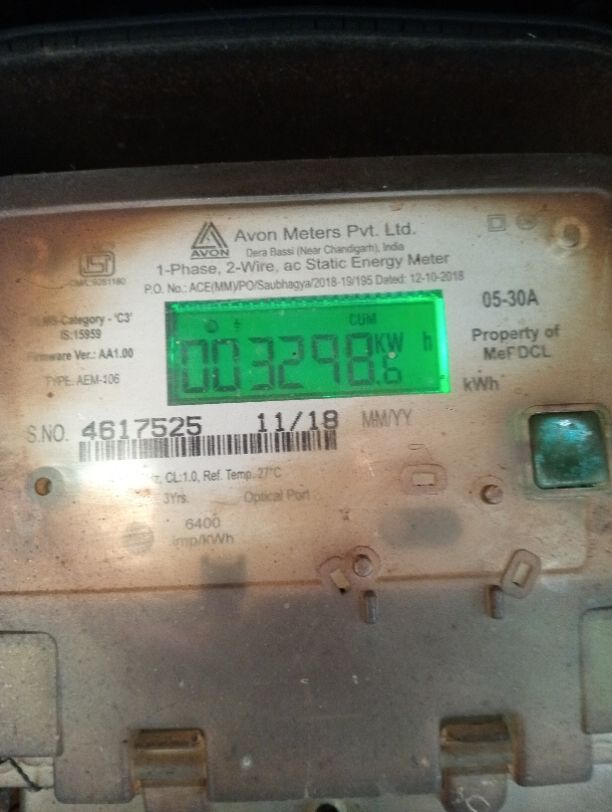 Avon Meters Pvt. Ltd.
AVON
Dera Bassi (Near Chandigarh), India
1-Phase, 2-Wire, ac Static Energy Meter
P.O. No.: ACE(MM)/PO/Saubhagya/2018-19/195 Dated: 12-10-2018
ISI
-Category - 'C3'
IS:15959
Firmware Ver.: AA1.00
TYPE: AEM-106
CUM
003298.6 KW h
05-30A
Property of
MeFDCL
kWh
S.NO. 4617525 11/18 MM/YY
CL:1.0, Ref. Temp. 27°C
3Yrs. Optical Port
6400
imp/kWh